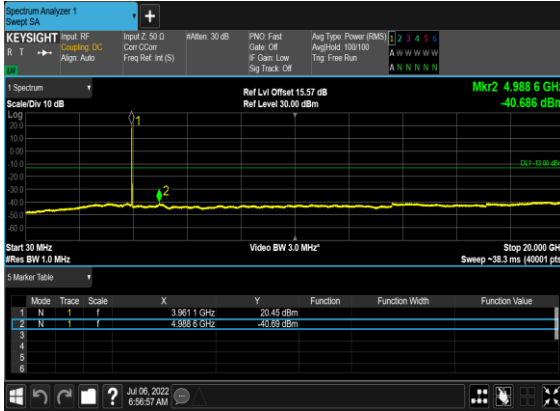 Spectrum Analyzer 1
Swept SA
+
KEYSIGHT Input: RF Input Z: 50 Ω #Atten: 30 dB PNO: Fast Avg Type: Power (RMS) 1 2 3 4 5 6
R T Coupling: DC Corr CCorr Gate: Off Avg|Hold: 100/100 A W W W W W
Align: Auto Freq Ref: Int (S) IF Gain: Low Trig: Free Run
Sig Track: Off A N N N N N
1 Spectrum Ref Lvl Offset 15.57 dB Mkr2 4.988 6 GHz
Scale/Div 10 dB Ref Level 30.00 dBm -40.686 dBm
Log
20.0
10.0
0.00
-10.0
-20.0
-30.0
-40.0
-50.0
-60.0
1
2
DL1 -13.00 dBm
Start 30 MHz Video BW 3.0 MHz* Stop 20.000 GH
#Res BW 1.0 MHz Sweep ~38.3 ms (40001 pts
5 Marker Table
Mode Trace Scale X Y Function Function Width Function Value
1 N 1 f 3.961 1 GHz 20.45 dBm
2 N 1 f 4.988 6 GHz -40.69 dBm
3
4
5
6
? Jul 06, 2022
6:56:57 AM